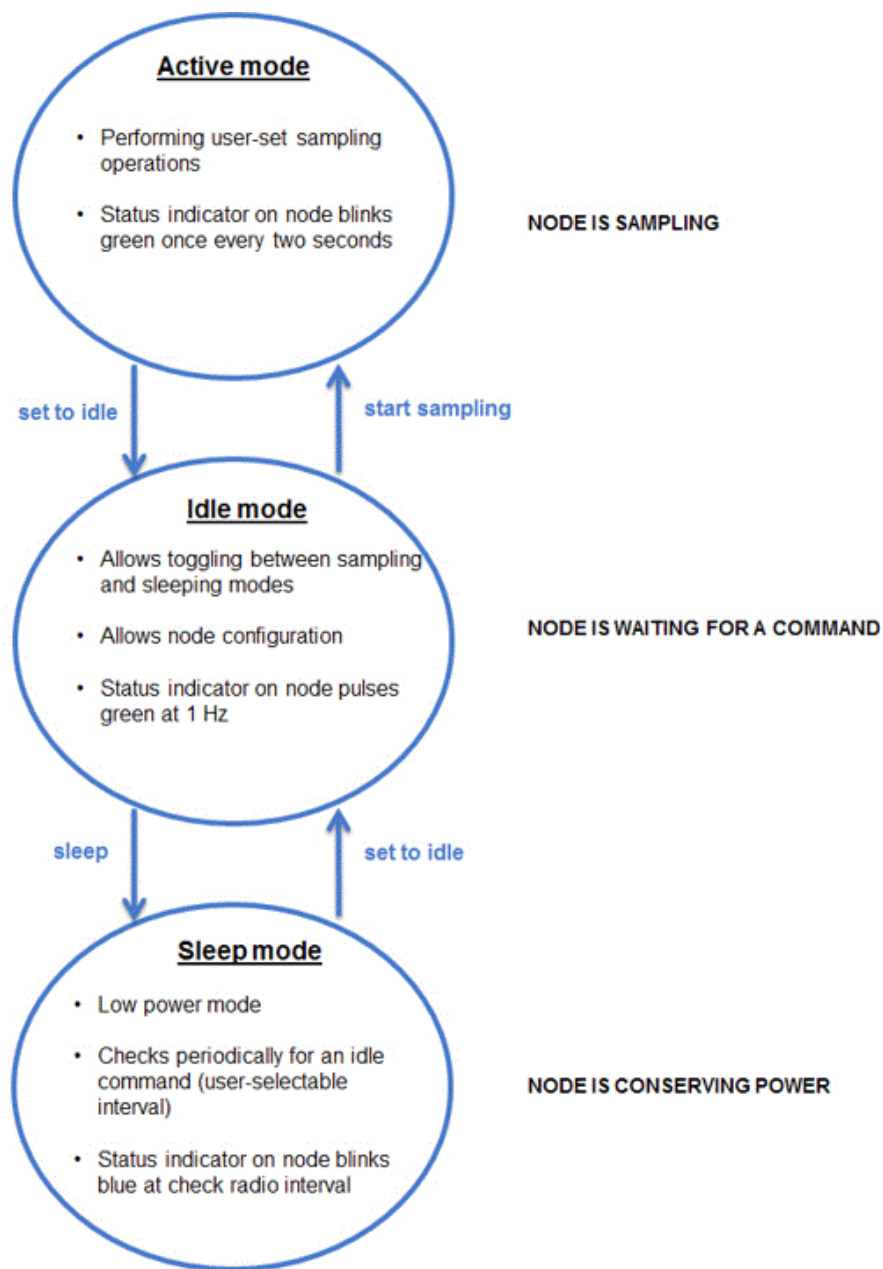 Active mode
• Performing user-set sampling
operations
• Status indicator on node blinks
green once every two seconds
NODE IS SAMPLING
set to idle
start sampling
Idle mode
• Allows toggling between sampling
and sleeping modes
• Allows node configuration
• Status indicator on node pulses
green at 1 Hz
NODE IS WAITING FOR A COMMAND
sleep
set to idle
Sleep mode
• Low power mode
• Checks periodically for an idle
command (user-selectable
interval)
• Status indicator on node blinks
blue at check radio interval
NODE IS CONSERVING POWER